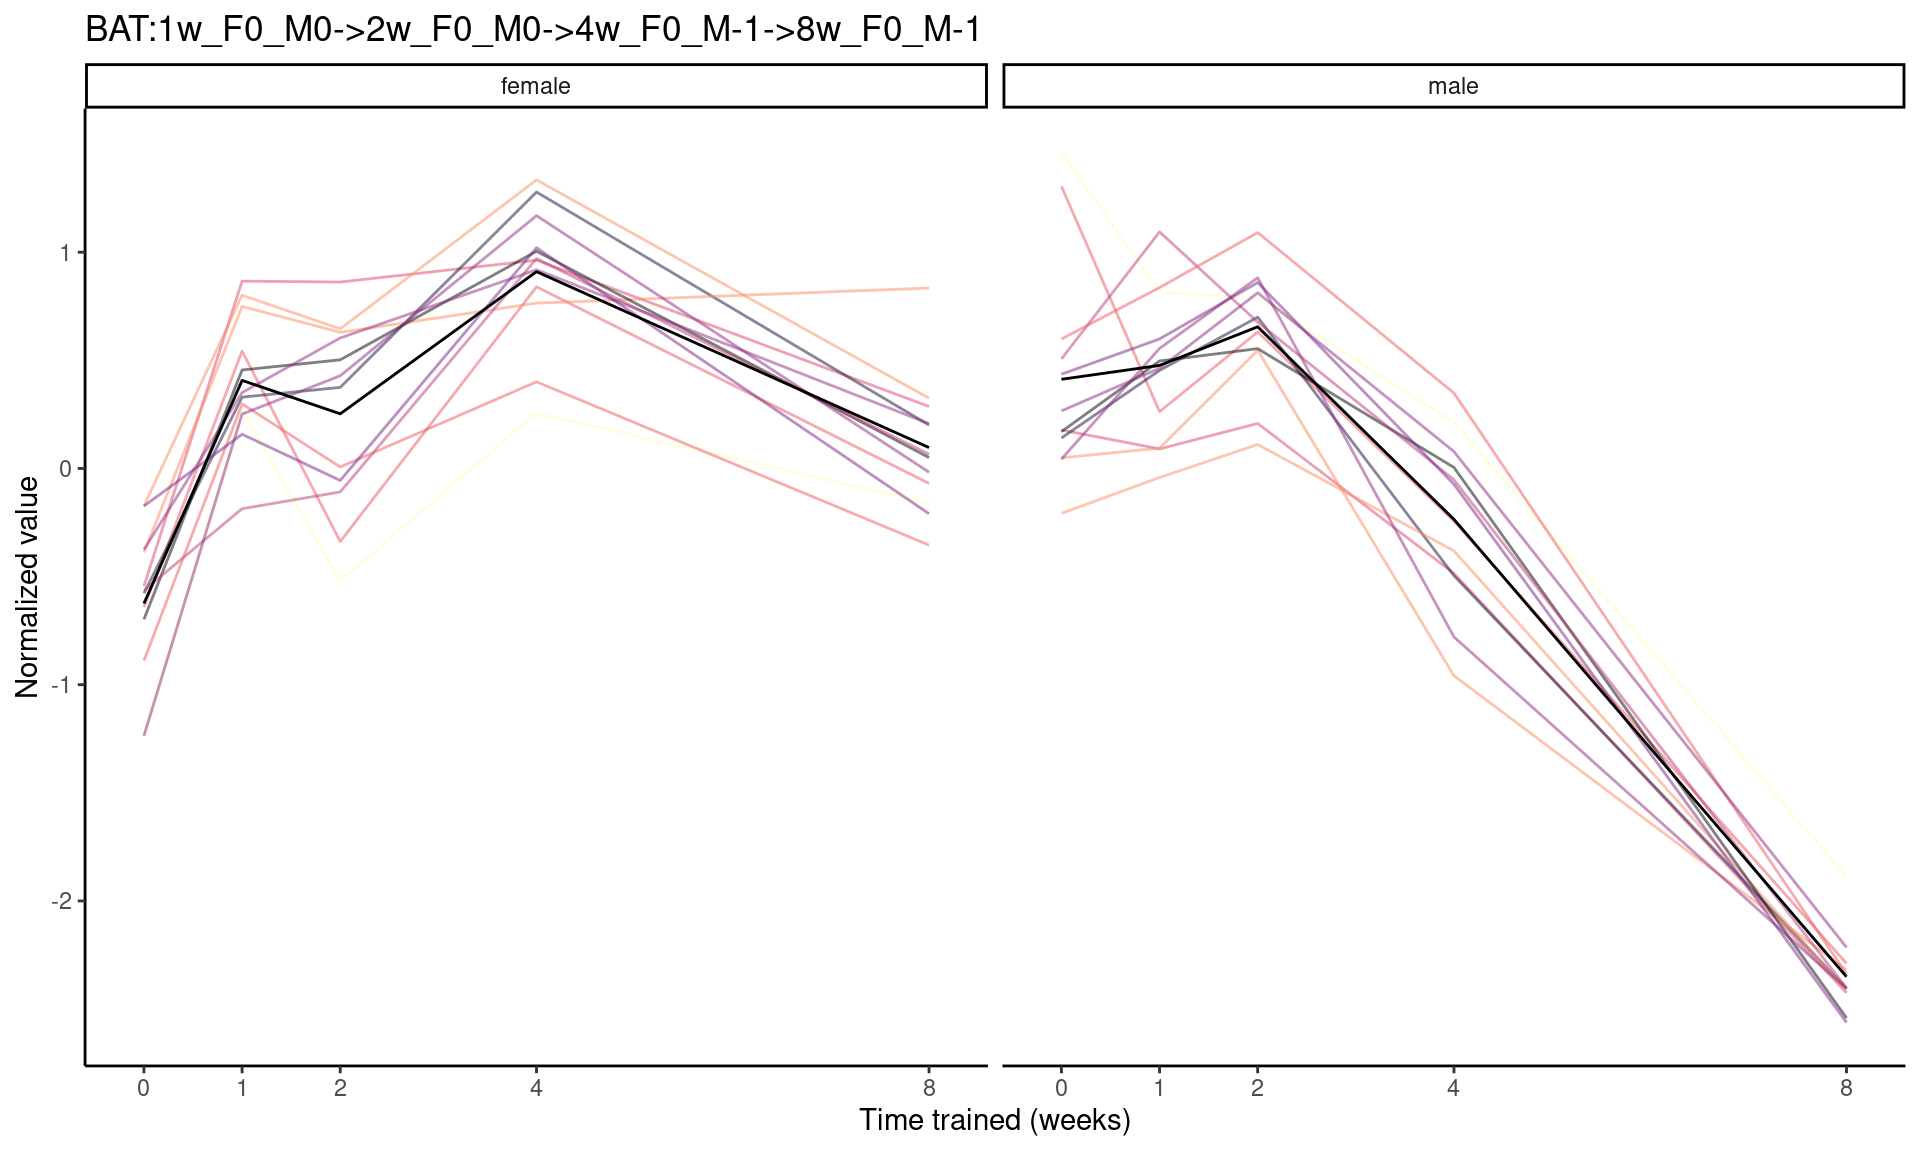 BAT:1w_F0_M0->2w_F0_M0->4w_F0_M-1->8w_F0_M-1
female
male
Normalized value
1
0
-1
-2
0 1 2 4 8
0 1 2 4 8
Time trained (weeks)